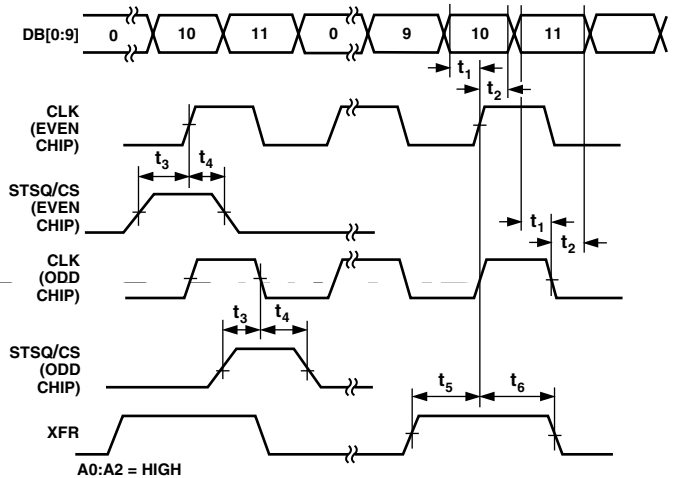 DB[0:9] 0 10 11 0 9 10 11
t1
t2
CLK
(EVEN
CHIP)
t3 t4
STSQ/CS
(EVEN
CHIP)
t1
t2
CLK
(ODD
CHIP)
t3 t4
STSQ/CS
(ODD
CHIP)
t5 t6
XFR
A0:A2 = HIGH